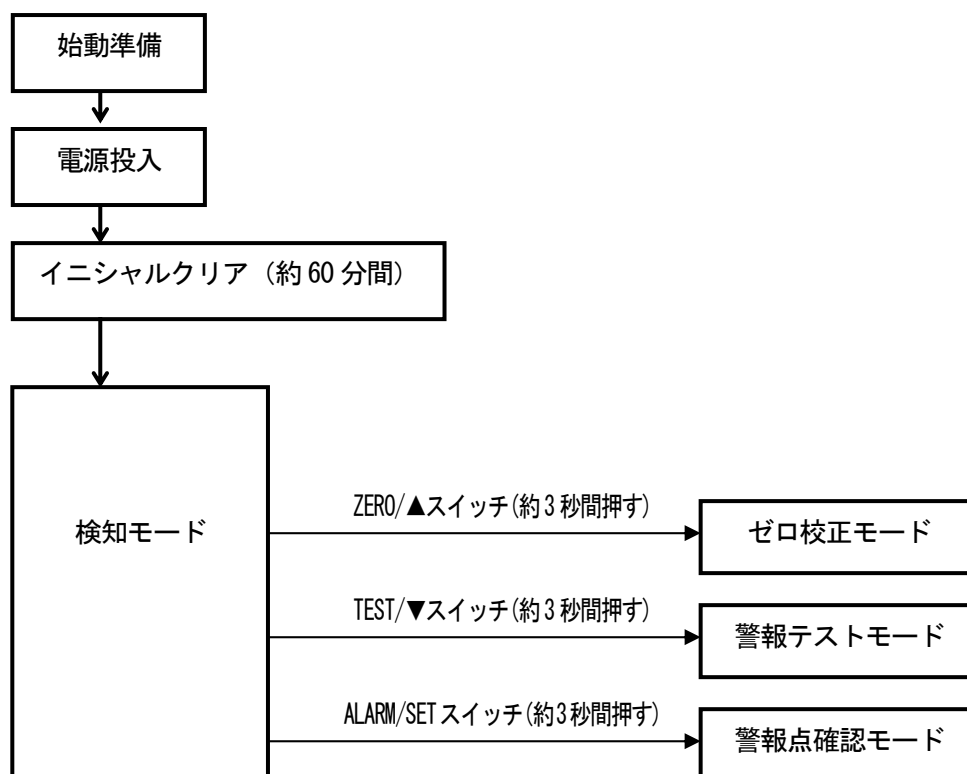 始動準備
電源投入
イニシャルクリア（約60分間）
検知モード
ZERO/▲スイッチ(約3秒間押す)
ゼロ校正モード
TEST/▼スイッチ(約3秒間押す)
警報テストモード
ALARM/SETスイッチ(約3秒間押す)
警報点確認モード